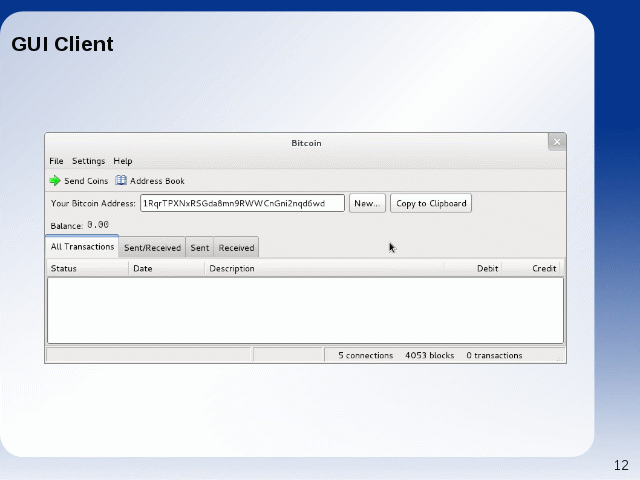 GUI Client
Bitcoin
File Settings Help
Send Coins Address Book
Your Bitcoin Address: 1RqrTPXNxRSGda8mn9RWWCnGni2nqd6wd New... Copy to Clipboard
Balance: 0.00
All Transactions Sent/Received Sent Received
Status Date Description Debit Credit
5 connections 4053 blocks 0 transactions
12